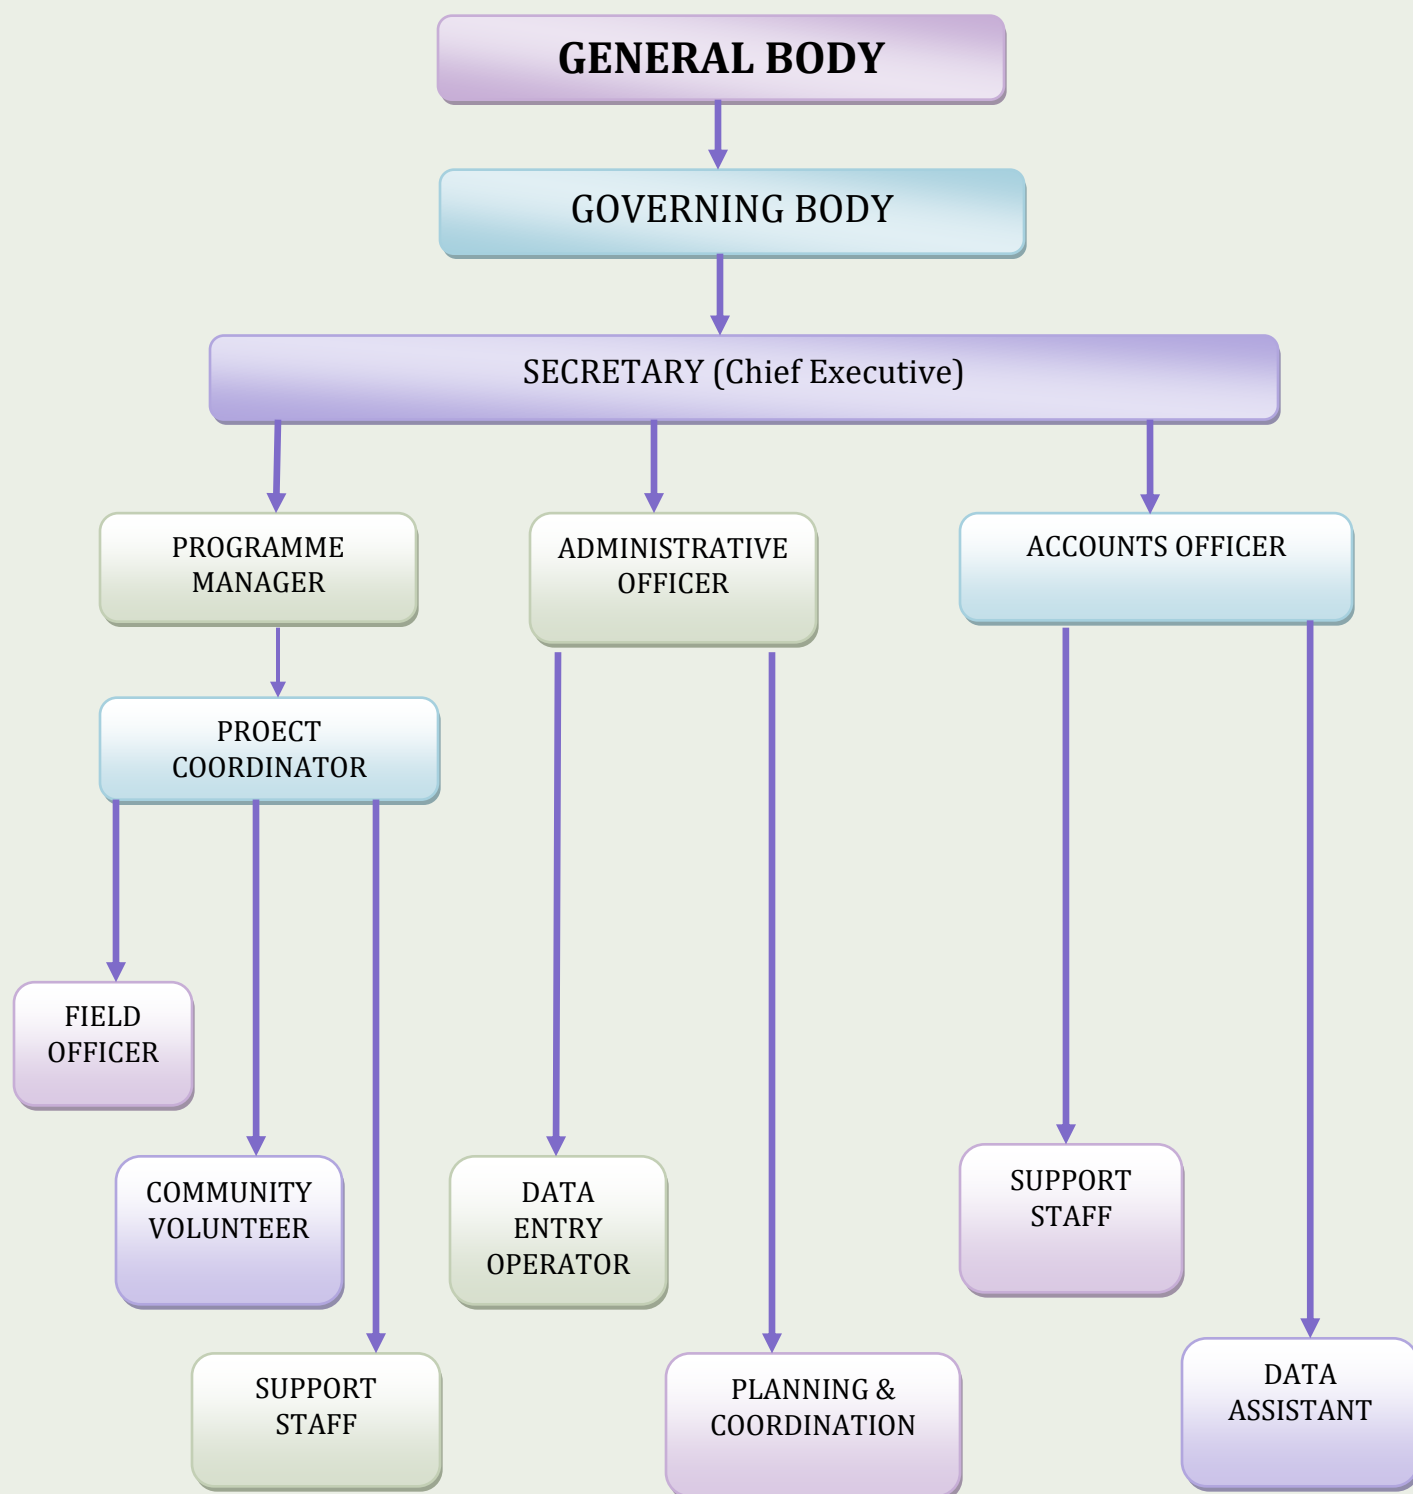 GENERAL BODY
GOVERNING BODY
SECRETARY (Chief Executive)
PROGRAMME
MANAGER
ADMINISTRATIVE
OFFICER
ACCOUNTS OFFICER
PROECT
COORDINATOR
FIELD
OFFICER
COMMUNITY
VOLUNTEER
DATA
ENTRY
OPERATOR
SUPPORT
STAFF
SUPPORT
STAFF
PLANNING &
COORDINATION
DATA
ASSISTANT